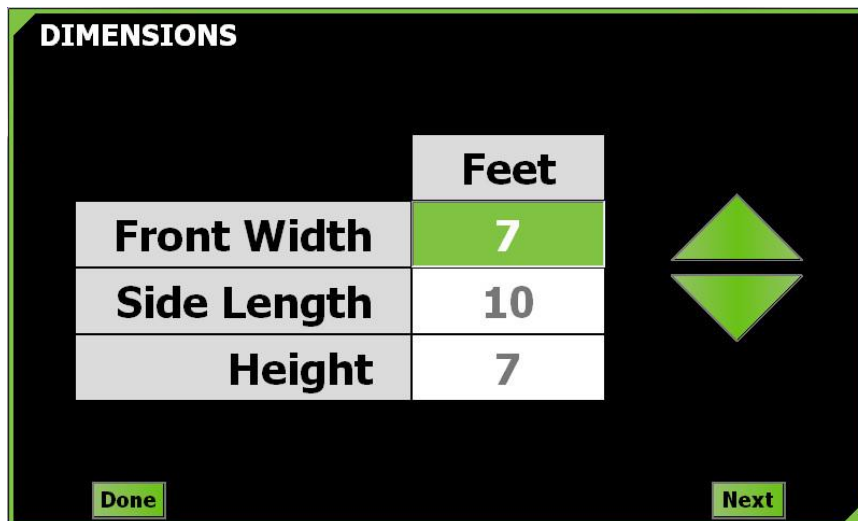 DIMENSIONS
Feet
Front Width 7
Side Length 10
Height 7
Done Next